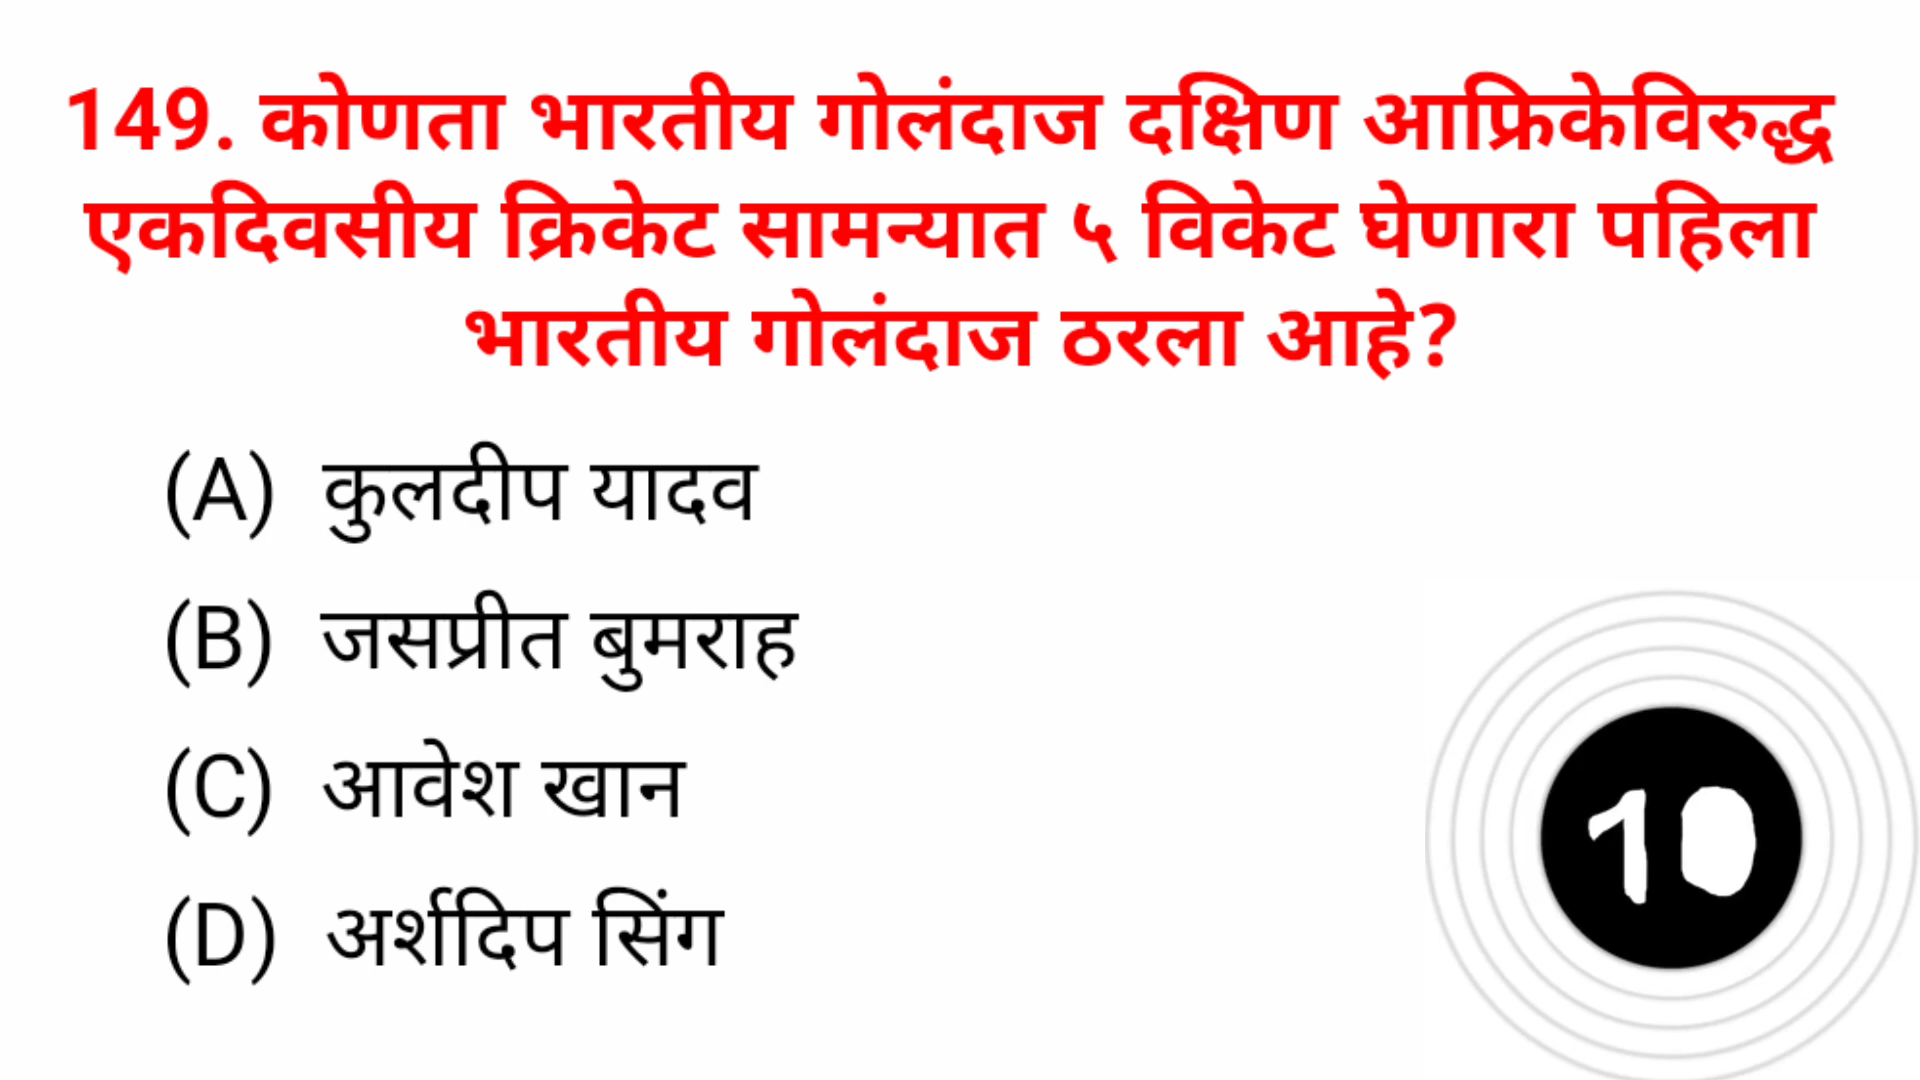 149. कोणता भारतीय गोलंदाज दक्षिण आफ्रिकेविरुद्ध
एकदिवसीय क्रिकेट सामन्यात ५ विकेट घेणारा पहिला
भारतीय गोलंदाज ठरला आहे?
(A) कुलदीप यादव
(B) जसप्रीत बुमराह
(C) आवेश खान
(D) अर्शदिप सिंग
10